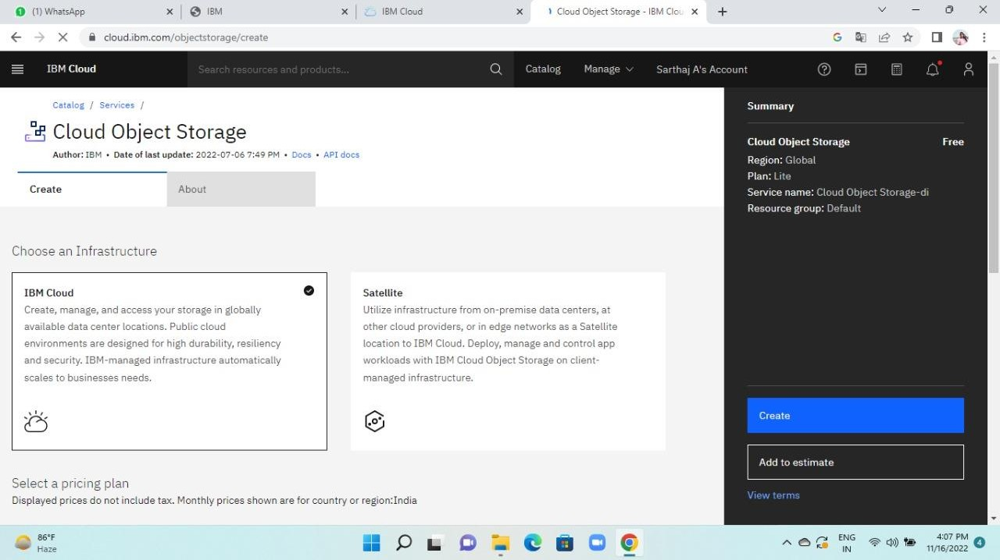 (1) WhatsApp
IBM
IBM Cloud
Cloud Object Storage - IBM Clou
cloud.ibm.com/objectstorage/create
IBM Cloud
Search resources and products...
Catalog
Manage
Sarthaj A's Account
Catalog / Services /
Cloud Object Storage
Author: IBM • Date of last update: 2022-07-06 7:49 PM • Docs • API docs
Create
About
Choose an Infrastructure
IBM Cloud
Create, manage, and access your storage in globally
available data center locations. Public cloud
environments are designed for high durability, resiliency
and security. IBM-managed infrastructure automatically
scales to businesses needs.
Satellite
Utilize infrastructure from on-premise data centers, at
other cloud providers, or in edge networks as a Satellite
location to IBM Cloud. Deploy, manage and control app
workloads with IBM Cloud Object Storage on client-
managed infrastructure.
Select a pricing plan
Displayed prices do not include tax. Monthly prices shown are for country or region:India
Summary
Cloud Object Storage Free
Region: Global
Plan: Lite
Service name: Cloud Object Storage-di
Resource group: Default
Create
Add to estimate
View terms
86°F
Haze
ENG
IN
4:07 PM
11/16/2022
4